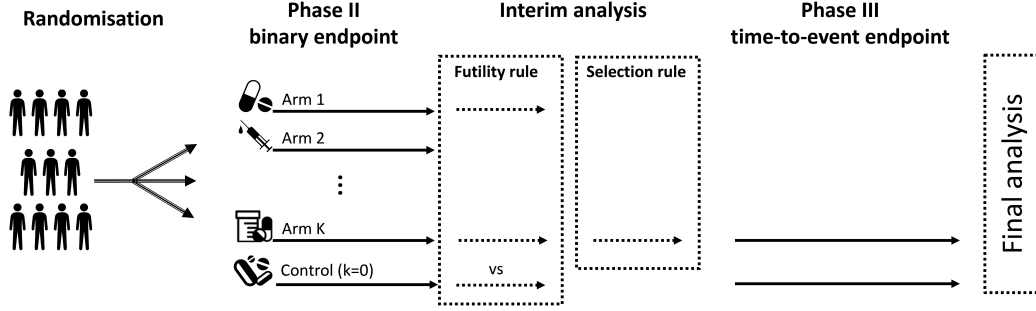 Randomisation
Phase II
binary endpoint
Interim analysis
Phase III
time-to-event endpoint
Futility rule
Selection rule
Arm 1
Arm 2
⋮
Arm K
Control (k=0)
vs
Final analysis